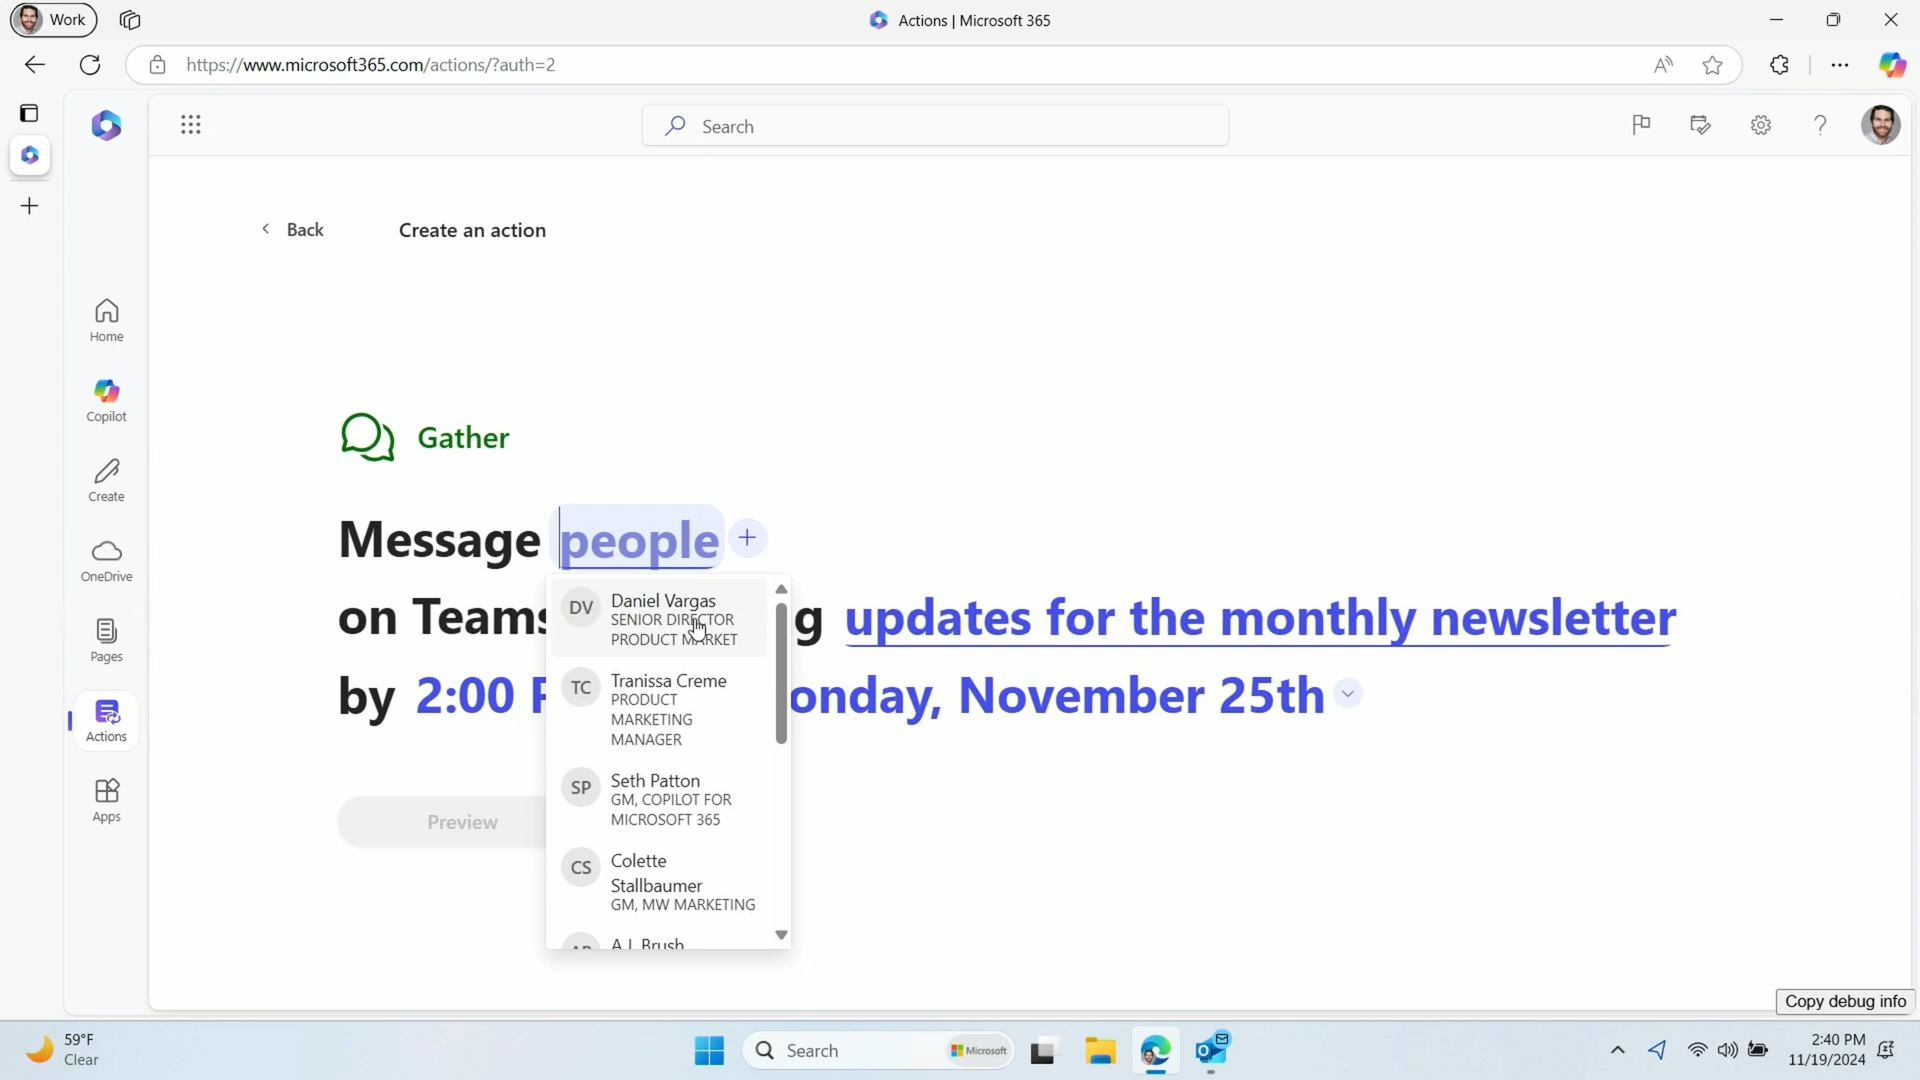 Work
Actions | Microsoft 365
https://www.microsoft365.com/actions/?auth=2
Search
Back
Create an action
Home
Copilot
Create
OneDrive
Pages
Actions
Apps
Gather
Message people
on Teams g updates for the monthly newsletter
by 2:00 onday, November 25th
DV
Daniel Vargas
SENIOR DIRECTOR
PRODUCT MARKET
TC
Tranissa Creme
PRODUCT
MARKETING
MANAGER
SP
Seth Patton
GM, COPILOT FOR
MICROSOFT 365
CS
Colette
Stallbaumer
GM, MW MARKETING
A.J. Brush
Preview
Copy debug info
59°F
Clear
Search
Microsoft
2:40 PM
11/19/2024